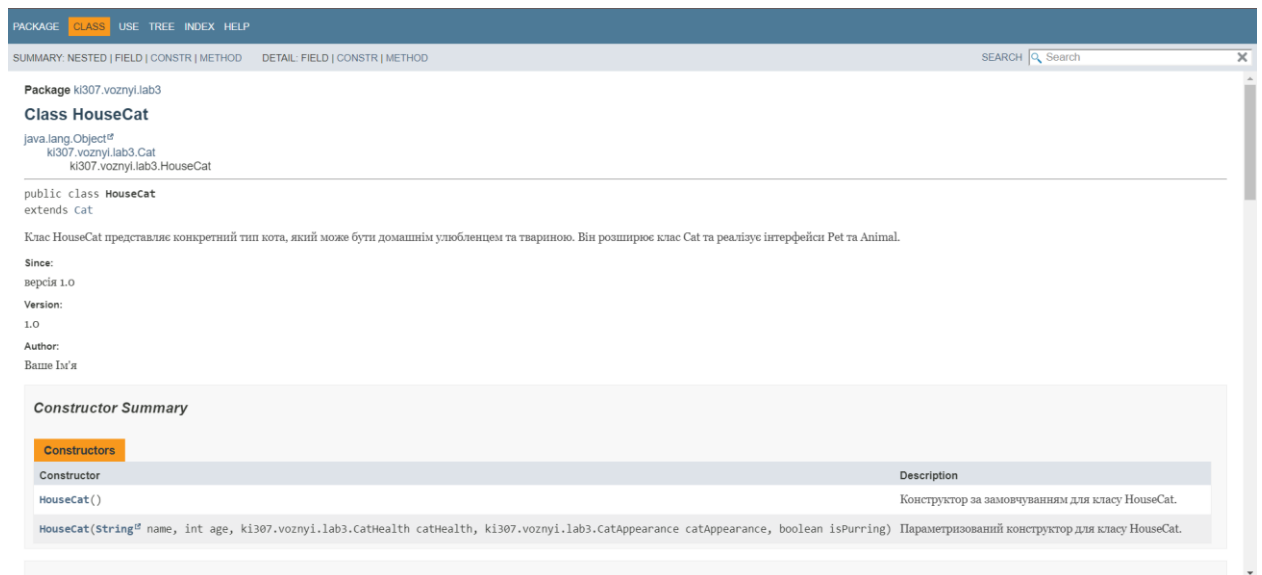 PACKAGE CLASS USE TREE INDEX HELP
SUMMARY: NESTED | FIELD | CONSTR | METHOD DETAIL: FIELD | CONSTR | METHOD SEARCH Search
Package ki307.voznyi.lab3
Class HouseCat
java.lang.Object
ki307.voznyi.lab3.Cat
ki307.voznyi.lab3.HouseCat
public class HouseCat
extends Cat
Клас HouseCat представляє конкретний тип кота, який може бути домашнім улюбленцем та твариною. Він розширює клас Cat та реалізує інтерфейси Pet та Animal.
Since:
версія 1.0
Version:
1.0
Author:
Ваше Ім'я
Constructor Summary
Constructors
Constructor Description
HouseCat() Конструктор за замовчуванням для класу HouseCat.
HouseCat(String name, int age, ki307.voznyi.lab3.CatHealth catHealth, ki307.voznyi.lab3.CatAppearance catAppearance, boolean isPurring) Параметризований конструктор для класу HouseCat.